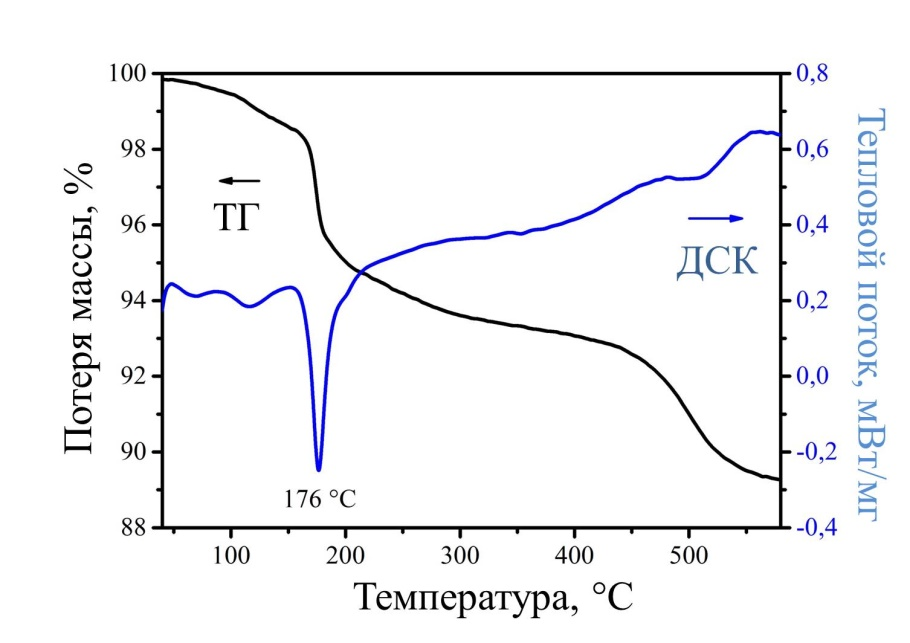 Потеря массы, %
100
98
96
94
92
90
88
ТГ
176 °C
ДСК
0,8
0,6
0,4
0,2
0,0
-0,2
-0,4
Тепловой поток, мВт/мг
100 200 300 400 500
Температура, °C